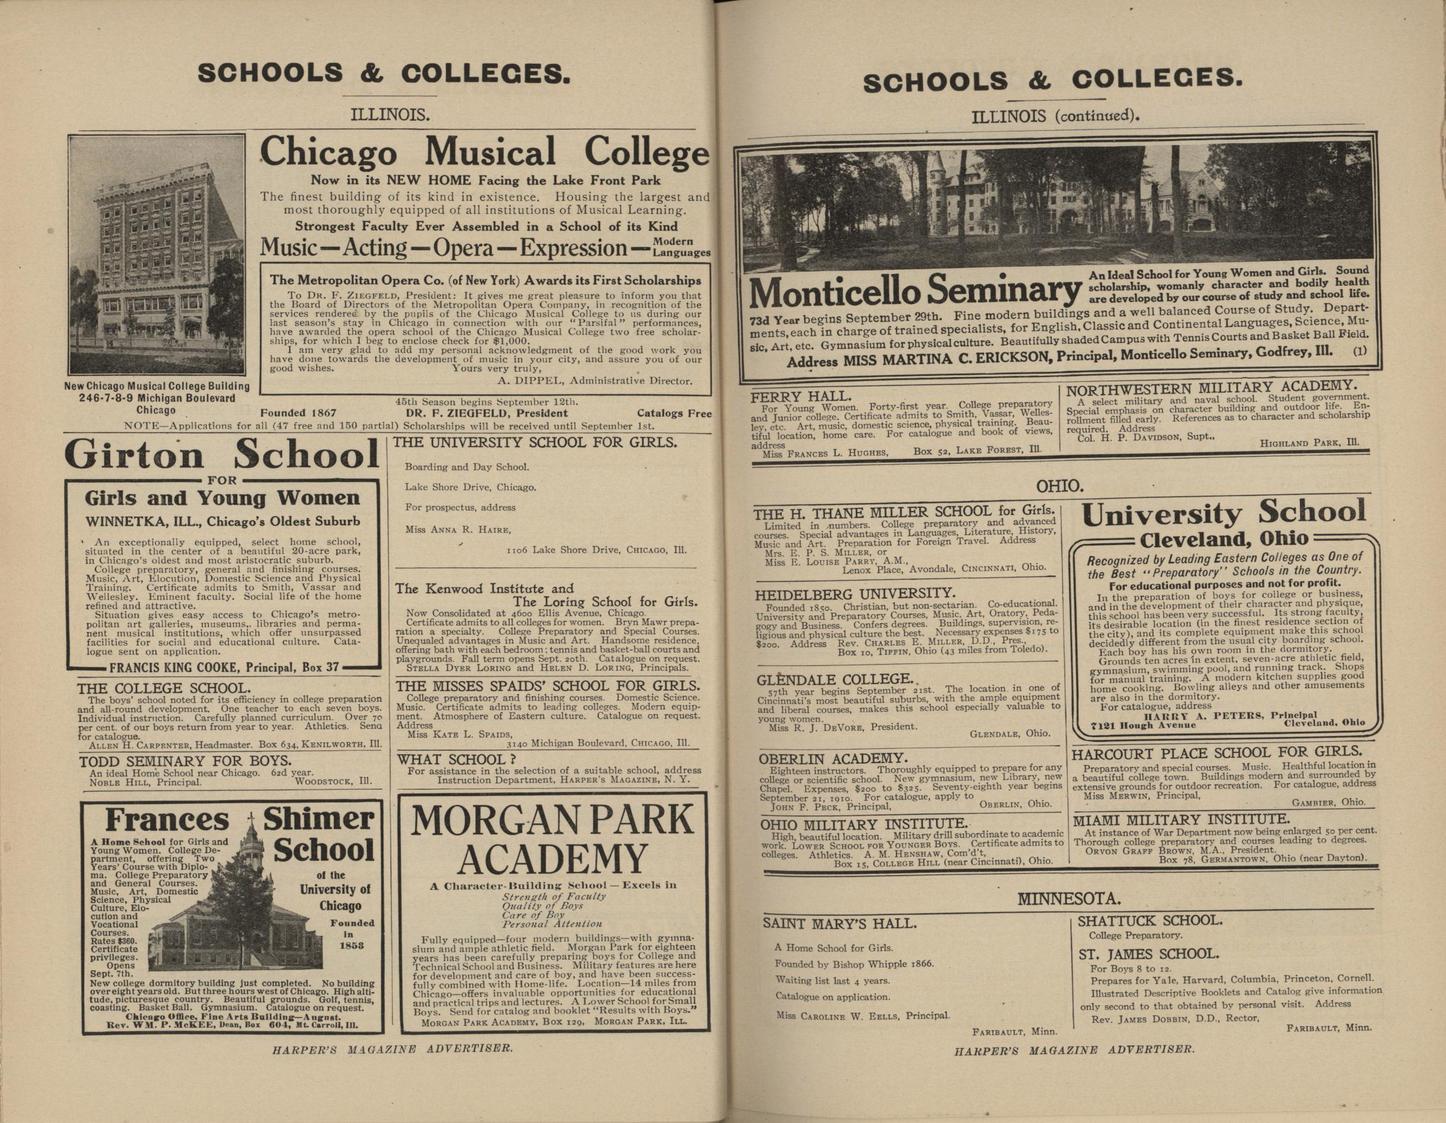 SCHOOLS & COLLEGES.
ILLINOIS.
Chicago Musical College
Now in its NEW HOME Facing the Lake Front Park
The finest building of its kind in existence. Housing the largest and
most thoroughly equipped of all institutions of Musical Learning.
Strongest Faculty Ever Assembled in a School of its Kind
Music—Acting—Opera—Expression—Modern
Languages
The Metropolitan Opera Co. (of New York) Awards its First Scholarships
To DR. F. ZIEGFELD, President: It gives me great pleasure to inform you that
the Board of Directors of the Metropolitan Opera Company, in recognition of the
services rendered by the pupils of the Chicago Musical College to us during our
last season's stay in Chicago in connection with our "Parsifal" performances,
have awarded the opera school of the Chicago Musical College two free scholar-
ships, for which I beg to enclose check for $1,000.
I am very glad to add my personal acknowledgment of the good work you
have done towards the development of music in your city, and assure you of our
good wishes. Yours very truly,
A. DIPPEL, Administrative Director.
New Chicago Musical College Building
246-7-8-9 Michigan Boulevard
Chicago
45th Season begins September 12th.
Founded 1867 DR. F. ZIEGFELD, President Catalogs Free
NOTE—Applications for all (47 free and 150 partial) Scholarships will be received until September 1st.
Girton School
FOR
Girls and Young Women
WINNETKA, ILL., Chicago's Oldest Suburb
An exceptionally equipped, select home school,
situated in the center of a beautiful 20-acre park,
in Chicago's oldest and most aristocratic suburb.
College preparatory, general and finishing courses.
Music, Art, Elocution, Domestic Science and Physical
Training. Certificate admits to Smith, Vassar and
Wellesley. Eminent faculty. Social life of the home
refined and attractive.
Situation gives easy access to Chicago's metro-
politan art galleries, museums, libraries and perma-
nent musical institutions, which offer unsurpassed
facilities for social and educational culture. Cata-
logue sent on application.
FRANCIS KING COOKE, Principal, Box 37
THE COLLEGE SCHOOL.
The boys' school noted for its efficiency in college preparation
and all-round development. One teacher to each seven boys.
Individual instruction. Carefully planned curriculum. Over 70
per cent. of our boys return from year to year. Athletics. Send
for catalogue.
ALLEN H. CARPENTER, Headmaster. Box 634, KENILWORTH, Ill.
TODD SEMINARY FOR BOYS.
An ideal Home School near Chicago. 62d year.
NOBLE HILL, Principal. WOODSTOCK, Ill.
Frances Shimer
School
of the
University of
Chicago
Founded
in
1853
A Home School for Girls and
Young Women. College De-
partment, offering Two
Years' Course with Diplo-
ma. College Preparatory
and General Courses.
Music, Art, Domestic
Science, Physical
Culture, Elo-
cution and
Vocational
Courses.
Rates $360.
Certificate
privileges.
Opens
Sept. 7th.
New college dormitory building just completed. No building
over eight years old. But three hours west of Chicago. High alti-
tude, picturesque country. Beautiful grounds. Golf, tennis,
coasting. Basket Ball. Gymnasium. Catalogue on request.
Chicago Office, Fine Arts Building—August.
Rev. WM. P. McKEE, Dean, Box 604, Mt. Carroll, Ill.
THE UNIVERSITY SCHOOL FOR GIRLS.
Boarding and Day School.
Lake Shore Drive, Chicago.
For prospectus, address
Miss ANNA R. HAIRE,
1106 Lake Shore Drive, CHICAGO, Ill.
The Kenwood Institute and
The Loring School for Girls.
Now Consolidated at 4600 Ellis Avenue, Chicago.
Certificate admits to all colleges for women. Bryn Mawr prepa-
ration a specialty. College Preparatory and Special Courses.
Unequaled advantages in Music and Art. Handsome residence,
offering bath with each bedroom; tennis and basket-ball courts and
playgrounds. Fall term opens Sept. 20th. Catalogue on request.
STELLA DYER LORING and HELEN D. LORING, Principals.
THE MISSES SPAIDS' SCHOOL FOR GIRLS.
College Preparatory and finishing courses. Domestic Science.
Music. Certificate admits to leading colleges. Modern equip-
ment. Atmosphere of Eastern culture. Catalogue on request.
Address
Miss KATE L. SPAIDS,
3140 Michigan Boulevard, CHICAGO, Ill.
WHAT SCHOOL?
For assistance in the selection of a suitable school, address
Instruction Department, HARPER'S MAGAZINE, N. Y.
MORGAN PARK
ACADEMY
A Character-Building School—Excels in
Strength of Faculty
Quality of Boys
Care of Boy
Personal Attention
Fully equipped—four modern buildings—with gymna-
sium and ample athletic field. Morgan Park for eighteen
years has been carefully preparing boys for College and
Technical School and Business. Military features are here
for development and care of boy, and have been success-
fully combined with Home-life. Location—14 miles from
Chicago—offers invaluable opportunities for educational
and practical trips and lectures. A Lower School for Small
Boys. Send for catalog and booklet "Results with Boys."
MORGAN PARK ACADEMY, BOX 129, MORGAN PARK, ILL.
HARPER'S MAGAZINE ADVERTISER.
SCHOOLS & COLLEGES.
ILLINOIS (continued).
Monticello Seminary
An Ideal School for Young Women and Girls. Sound
scholarship, womanly character and bodily health
are developed by our course of study and school life.
73d Year begins September 29th. Fine modern buildings and a well balanced Course of Study. Depart-
ments, each in charge of trained specialists, for English, Classic and Continental Languages, Science, Mu-
sic, Art, etc. Gymnasium for physical culture. Beautifully shaded Campus with Tennis Courts and Basket Ball Field.
Address MISS MARTINA C. ERICKSON, Principal, Monticello Seminary, Godfrey, Ill. (1)
FERRY HALL.
For Young Women. Forty-first year. College preparatory
and Junior college. Certificate admits to Smith, Vassar, Welles-
ley, etc. Art, music, domestic science, physical training. Beau-
tiful location, home care. For catalogue and book of views,
address
Miss FRANCES L. HUGHES, Box 52, LAKE FOREST, Ill.
NORTHWESTERN MILITARY ACADEMY.
A select military and naval school. Student government.
Special emphasis on character building and outdoor life. En-
rollment filled early. References as to character and scholarship
required. Address
Col. H. P. DAVIDSON, Supt.,
HIGHLAND PARK, Ill.
OHIO.
THE H. THANE MILLER SCHOOL for Girls.
Limited in numbers. College preparatory and advanced
courses. Special advantages in Languages, Literature, History,
Music and Art. Preparation for Foreign Travel. Address
Mrs. E. P. S. MILLER, or
Miss E. LOUISE PARRY, A.M.,
Lenox Place, Avondale, CINCINNATI, Ohio.
HEIDELBERG UNIVERSITY.
Founded 1850. Christian, but non-sectarian. Co-educational.
University and Preparatory Courses, Music, Art, Oratory, Peda-
gogy and Business. Confers degrees. Buildings, supervision, re-
ligious and physical culture the best. Necessary expenses $175 to
$200. Address Rev. CHARLES E. MILLER, D.D., Pres.,
Box 10, TIFFIN, Ohio (43 miles from Toledo).
GLENDALE COLLEGE.
57th year begins September 21st. The location in one of
Cincinnati's most beautiful suburbs, with the ample equipment
and liberal courses, makes this school especially valuable to
young women.
Miss R. J. DEVORE, President.
GLENDALE, Ohio.
OBERLIN ACADEMY.
Eighteen instructors. Thoroughly equipped to prepare for any
college or scientific school. New gymnasium, new Library, new
Chapel. Expenses, $200 to $325. Seventy-eighth year begins
September 21, 1910. For catalogue, apply to
JOHN F. PECK, Principal, OBERLIN, Ohio.
OHIO MILITARY INSTITUTE.
High, beautiful location. Military drill subordinate to academic
work. LOWER SCHOOL FOR YOUNGER BOYS. Certificate admits to
colleges. Athletics. A. M. HENSHAW, Com'd't,
Box 15, COLLEGE HILL (near Cincinnati), Ohio.
University School
Cleveland, Ohio
Recognized by Leading Eastern Colleges as One of
the Best "Preparatory" Schools in the Country.
For educational purposes and not for profit.
In the preparation of boys for college or business,
and in the development of their character and physique,
this school has been very successful. Its strong faculty,
its desirable location (in the finest residence section of
the city), and its complete equipment make this school
decidedly different from the usual city boarding school.
Each boy has his own room in the dormitory.
Grounds ten acres in extent, seven-acre athletic field,
gymnasium, swimming pool, and running track. Shops
for manual training. A modern kitchen supplies good
home cooking. Bowling alleys and other amusements
are also in the dormitory.
For catalogue, address
HARRY A. PETERS, Principal
7121 Hough Avenue Cleveland, Ohio
HARCOURT PLACE SCHOOL FOR GIRLS.
Preparatory and special courses. Music. Healthful location in
a beautiful college town. Buildings modern and surrounded by
extensive grounds for outdoor recreation. For catalogue, address
Miss MERWIN, Principal,
GAMBIER, Ohio.
MIAMI MILITARY INSTITUTE.
At instance of War Department now being enlarged 50 per cent.
Thorough college preparatory and courses leading to degrees.
ORVON GRAFF BROWN, M.A., President.
Box 78, GERMANTOWN, Ohio (near Dayton).
MINNESOTA.
SAINT MARY'S HALL.
A Home School for Girls.
Founded by Bishop Whipple 1866.
Waiting list last 4 years.
Catalogue on application.
Miss CAROLINE W. EELLS, Principal.
FARIBAULT, Minn.
SHATTUCK SCHOOL.
College Preparatory.
ST. JAMES SCHOOL.
For Boys 8 to 12.
Prepares for Yale, Harvard, Columbia, Princeton, Cornell.
Illustrated Descriptive Booklets and Catalog give information
only second to that obtained by personal visit. Address
Rev. JAMES DOBBIN, D.D., Rector,
FARIBAULT, Minn.
HARPER'S MAGAZINE ADVERTISER.